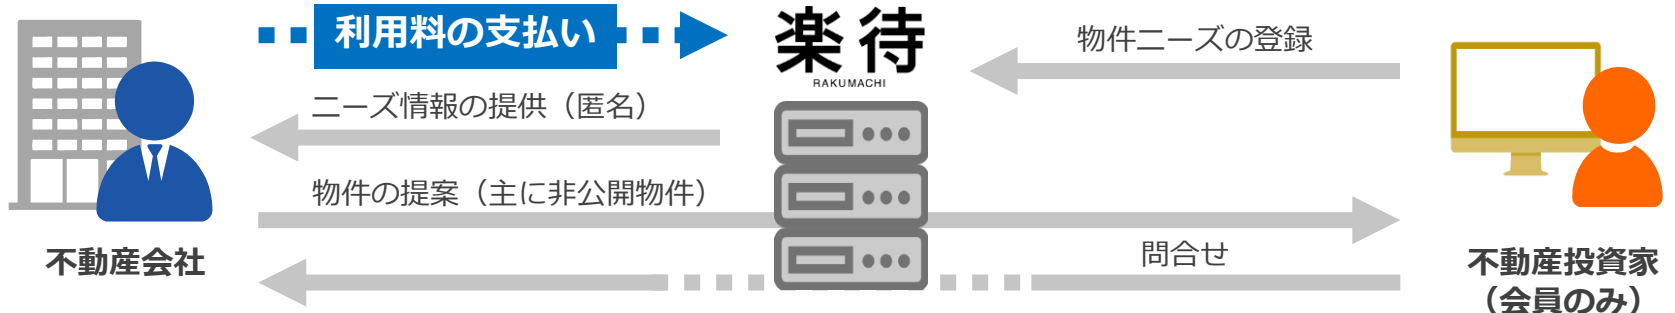 利用料の支払い
楽待
RAKUMACHI
物件ニーズの登録
ニーズ情報の提供（匿名）
物件の提案（主に非公開物件）
問合せ
不動産会社
不動産投資家
（会員のみ）